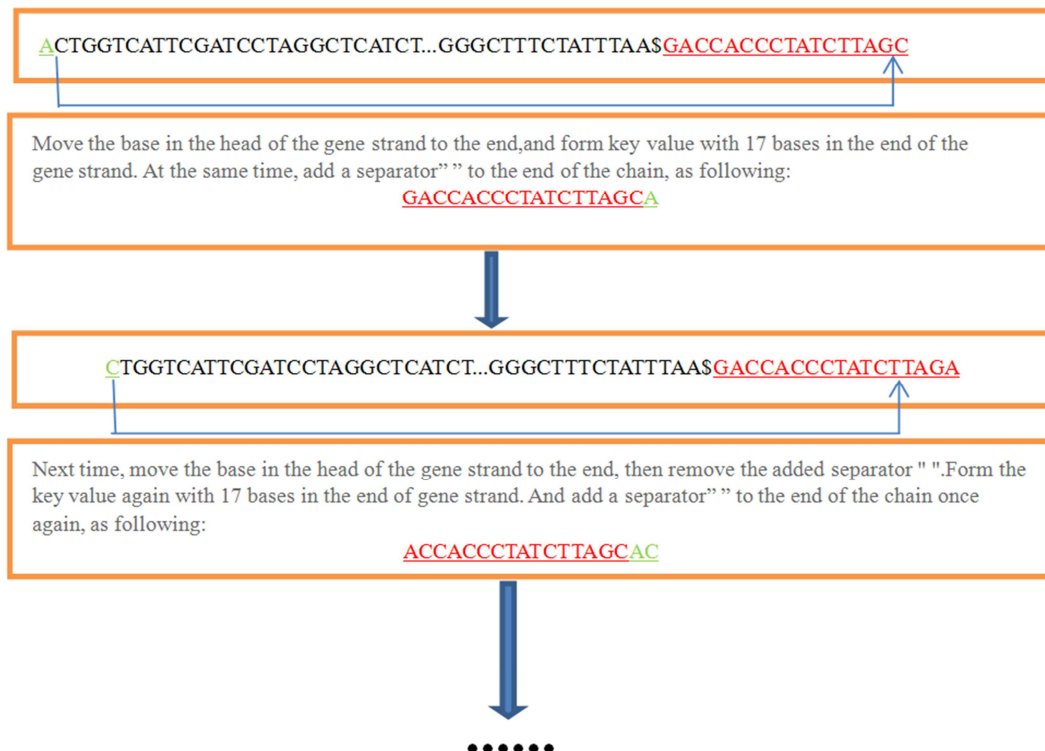 ACTGGTCATTCGATCCTAGGCTCATCT...GGGCTTTCTATTTAA$GACCACCCTATCTTAGC
Move the base in the head of the gene strand to the end,and form key value with 17 bases in the end of the
gene strand. At the same time, add a separator” ” to the end of the chain, as following:
GACCACCCTATCTTAGCA
CTGGTCATTCGATCCTAGGCTCATCT...GGGCTTTCTATTTAA$GACCACCCTATCTTAGA
Next time, move the base in the head of the gene strand to the end, then remove the added separator " ".Form the
key value again with 17 bases in the end of gene strand. And add a separator” ” to the end of the chain once
again, as following:
ACCACCCTATCTTAGCAC